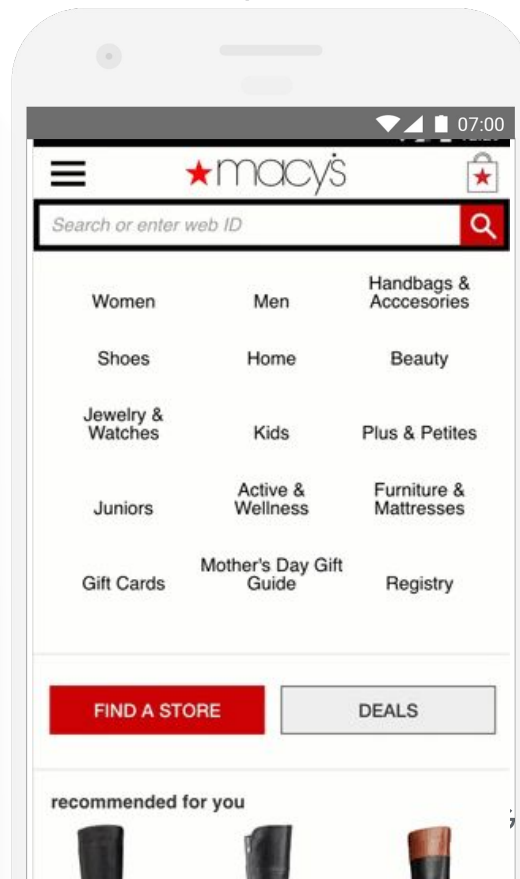 07:00
macy's
Search or enter web ID
Women
Men
Handbags &
Acccesories
Shoes
Home
Beauty
Jewelry &
Watches
Kids
Plus & Petites
Juniors
Active &
Wellness
Furniture &
Mattresses
Gift Cards
Mother's Day Gift
Guide
Registry
FIND A STORE
DEALS
recommended for you